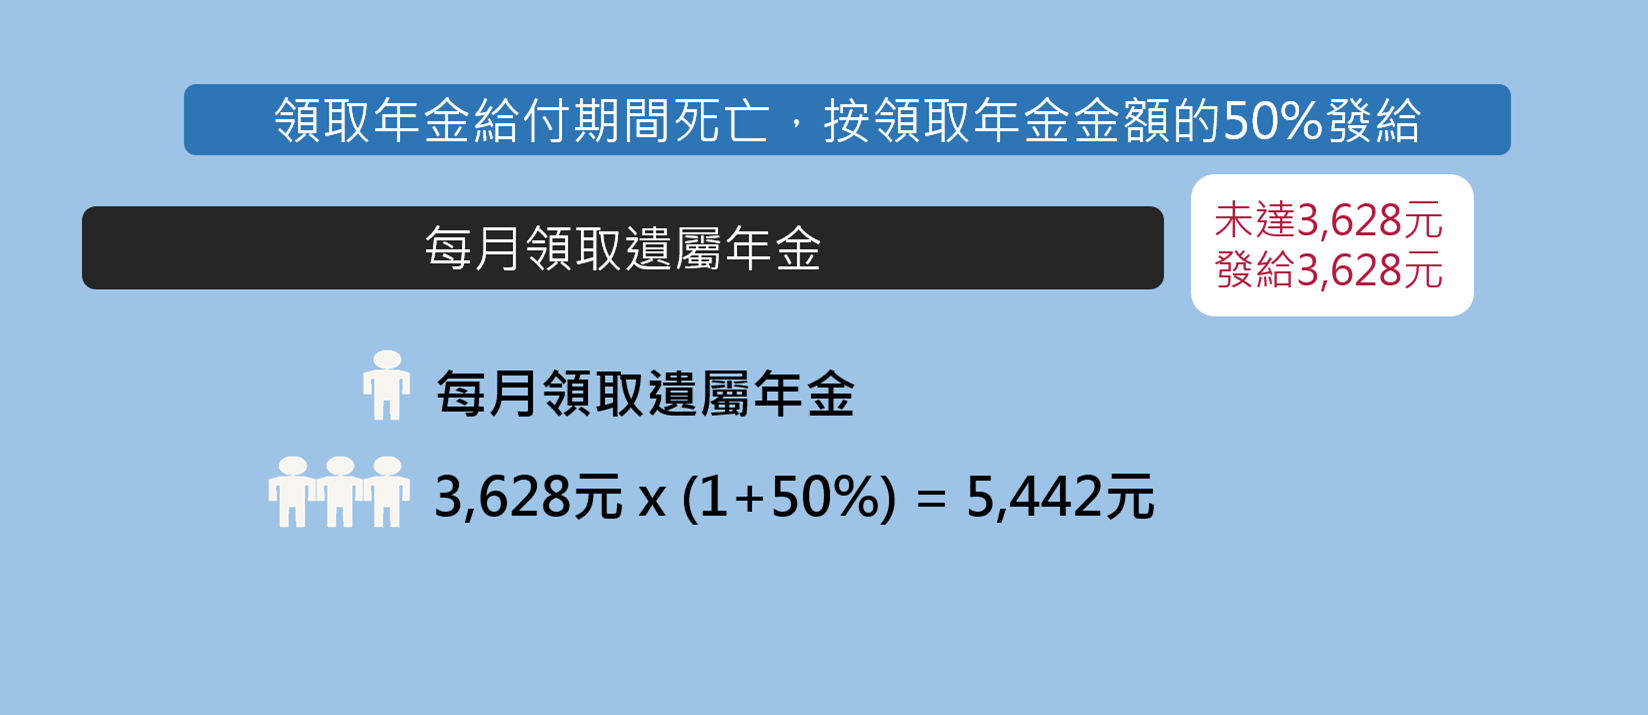 領取年金給付期間死亡，按領取年金金額的50%發給
每月領取遺屬年金
未達3,628元
發給3,628元
每月領取遺屬年金
3,628元 x (1+50%) = 5,442元